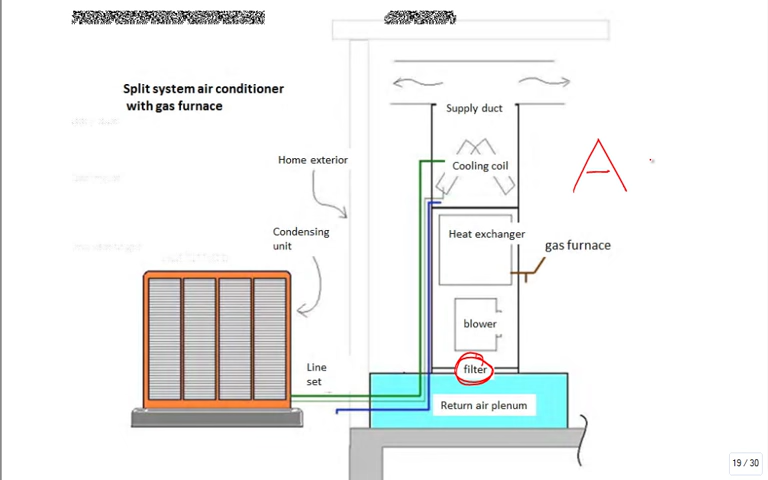 Split system air conditioner
with gas furnace
Supply duct
Home exterior
Cooling coil
A
Condensing
unit
Heat exchanger
gas furnace
blower
Line
set
filter
Return air plenum
19 / 30